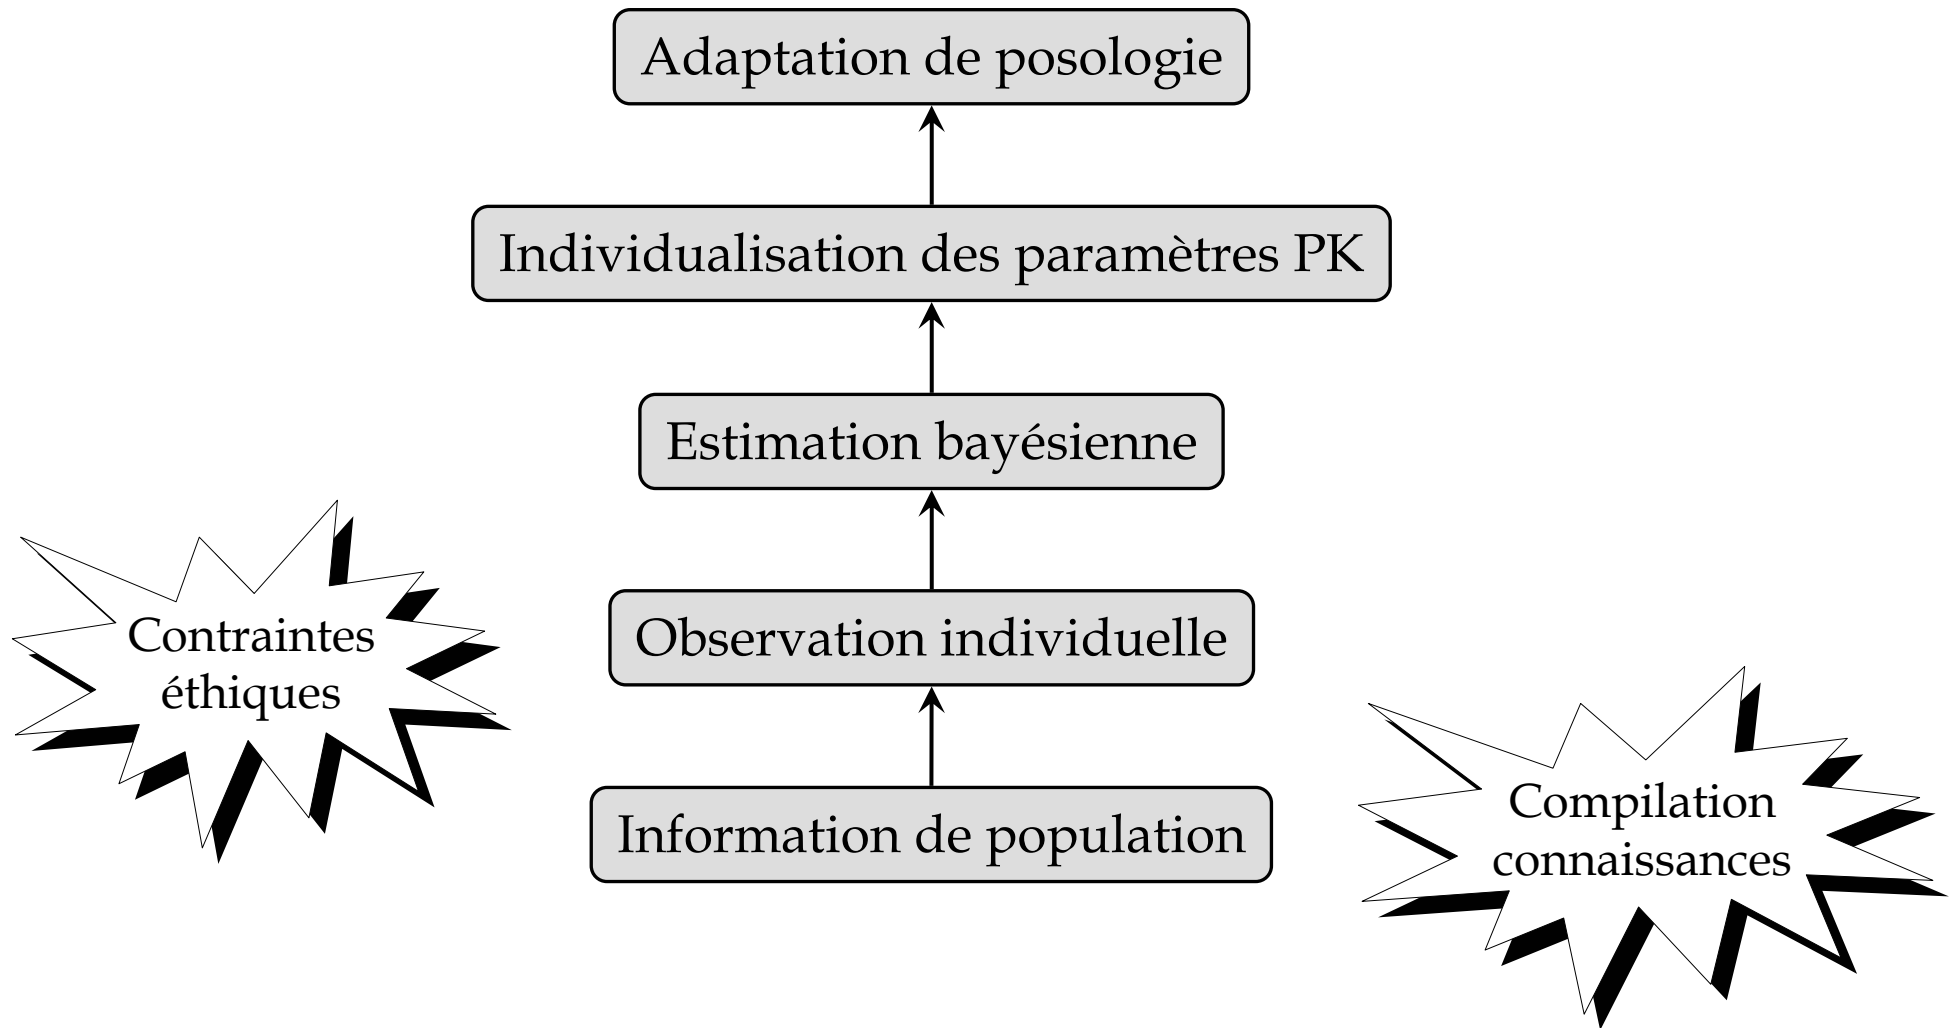 Adaptation de posologie
Individualisation des paramètres PK
Estimation bayésienne
Contraintes
éthiques
Observation individuelle
Information de population
Compilation
connaissances